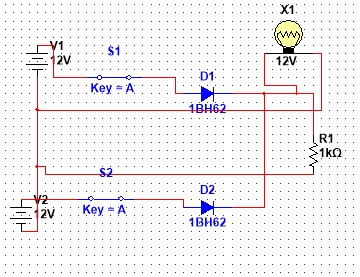 X1
V1
S1
12V
12V
D1
Key = A
1BH62
R1
1kΩ
S2
D2
V2
12V
Key = A
1BH62